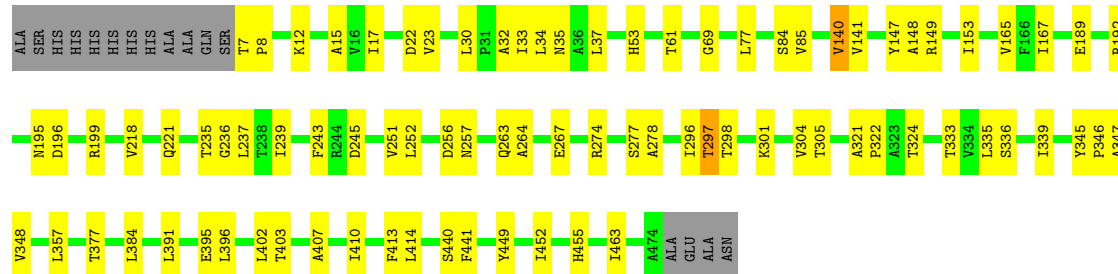 ALA SER HIS HIS HIS HIS HIS HIS ALA ALA GLN SER T7 P8 K12 A15 V16 I17 D22 V23 L30 P31 A32 I33 L34 N35 A36 L37 H53 T61 G69 L77 S84 V85 V140 V141 Y147 A148 R149 I153 V165 F166 I167 E189
N195 D196 R199 V218 Q221 T235 G236 L237 T238 I239 F243 R244 D245 V251 L252 D256 N257 Q263 A264 E267 R274 S277 A278 I296 T297 T298 K301 V304 T305 A321 P322 A323 T324 T333 V334 L335 S336 I339 Y345 P346 A347
V348 L357 T377 L384 L391 E395 L396 L402 T403 A407 I410 F413 L414 S440 F441 Y449 I452 H455 I463 A474 ALA GLU ALA ASN